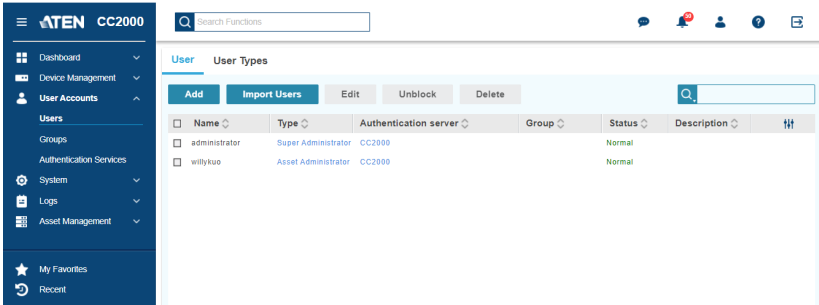 ATEN CC2000 Search Functions
Dashboard
Device Management
User Accounts
Users
Groups
Authentication Services
System
Logs
Asset Management
My Favorites
Recent
User User Types
Add Import Users Edit Unblock Delete
Name Type Authentication server Group Status Description
administrator Super Administrator CC2000 Normal
willykuo Asset Administrator CC2000 Normal